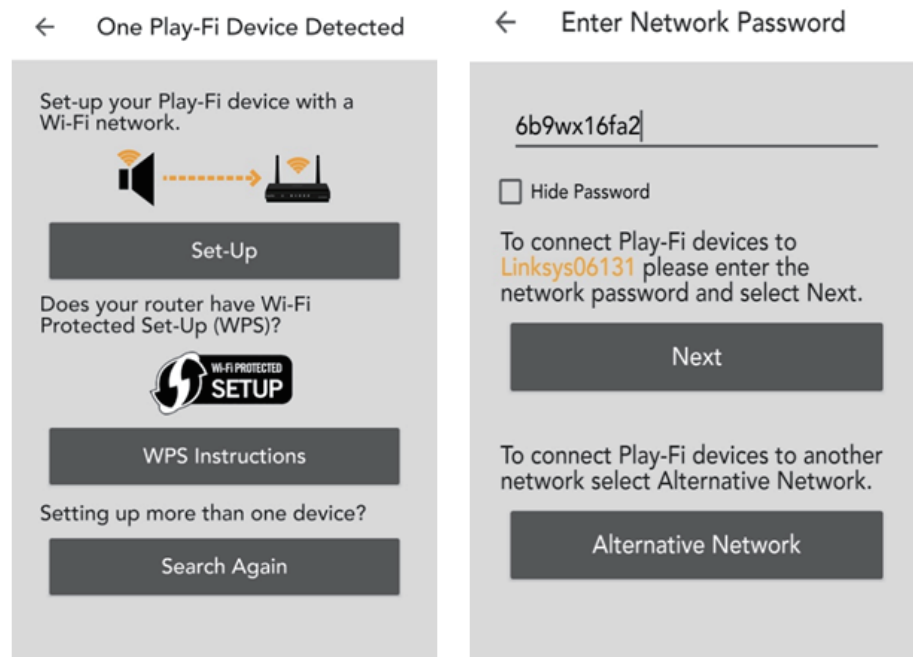 One Play-Fi Device Detected
Set-up your Play-Fi device with a
Wi-Fi network.
Set-Up
Does your router have Wi-Fi
Protected Set-Up (WPS)?
Wi-Fi PROTECTED
SETUP
WPS Instructions
Setting up more than one device?
Search Again
Enter Network Password
6b9wx16fa2
Hide Password
To connect Play-Fi devices to
Linksys06131 please enter the
network password and select Next.
Next
To connect Play-Fi devices to another
network select Alternative Network.
Alternative Network